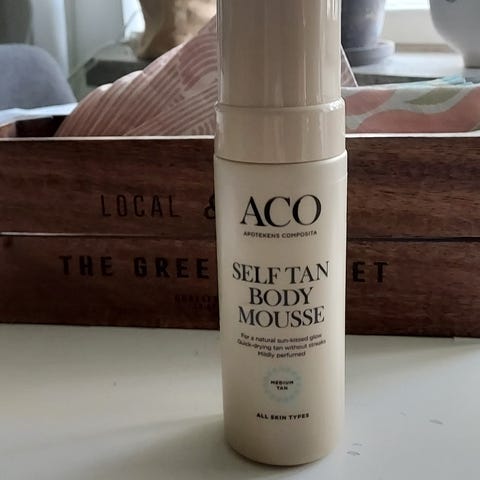 LOCAL &
THE GREE ET
ACO
APOTEKENS COMPOSITA
SELF TAN
BODY
MOUSSE
For a natural sun-kissed glow
Quick-drying tan without streaks
Mildly perfumed
MEDIUM
TAN
ALL SKIN TYPES